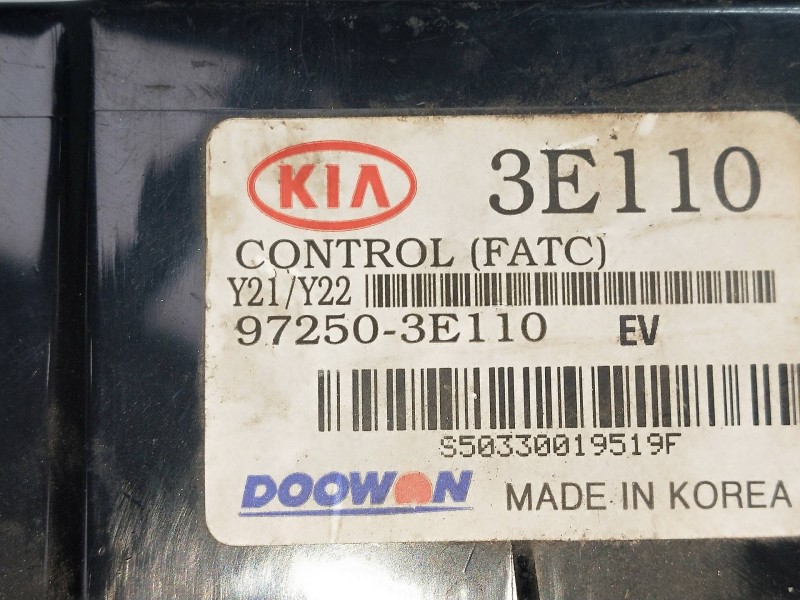 KIA 3E110
CONTROL (FATC)
Y21/Y22
97250-3E110 EV
S50330019519F
DOOWON MADE IN KOREA